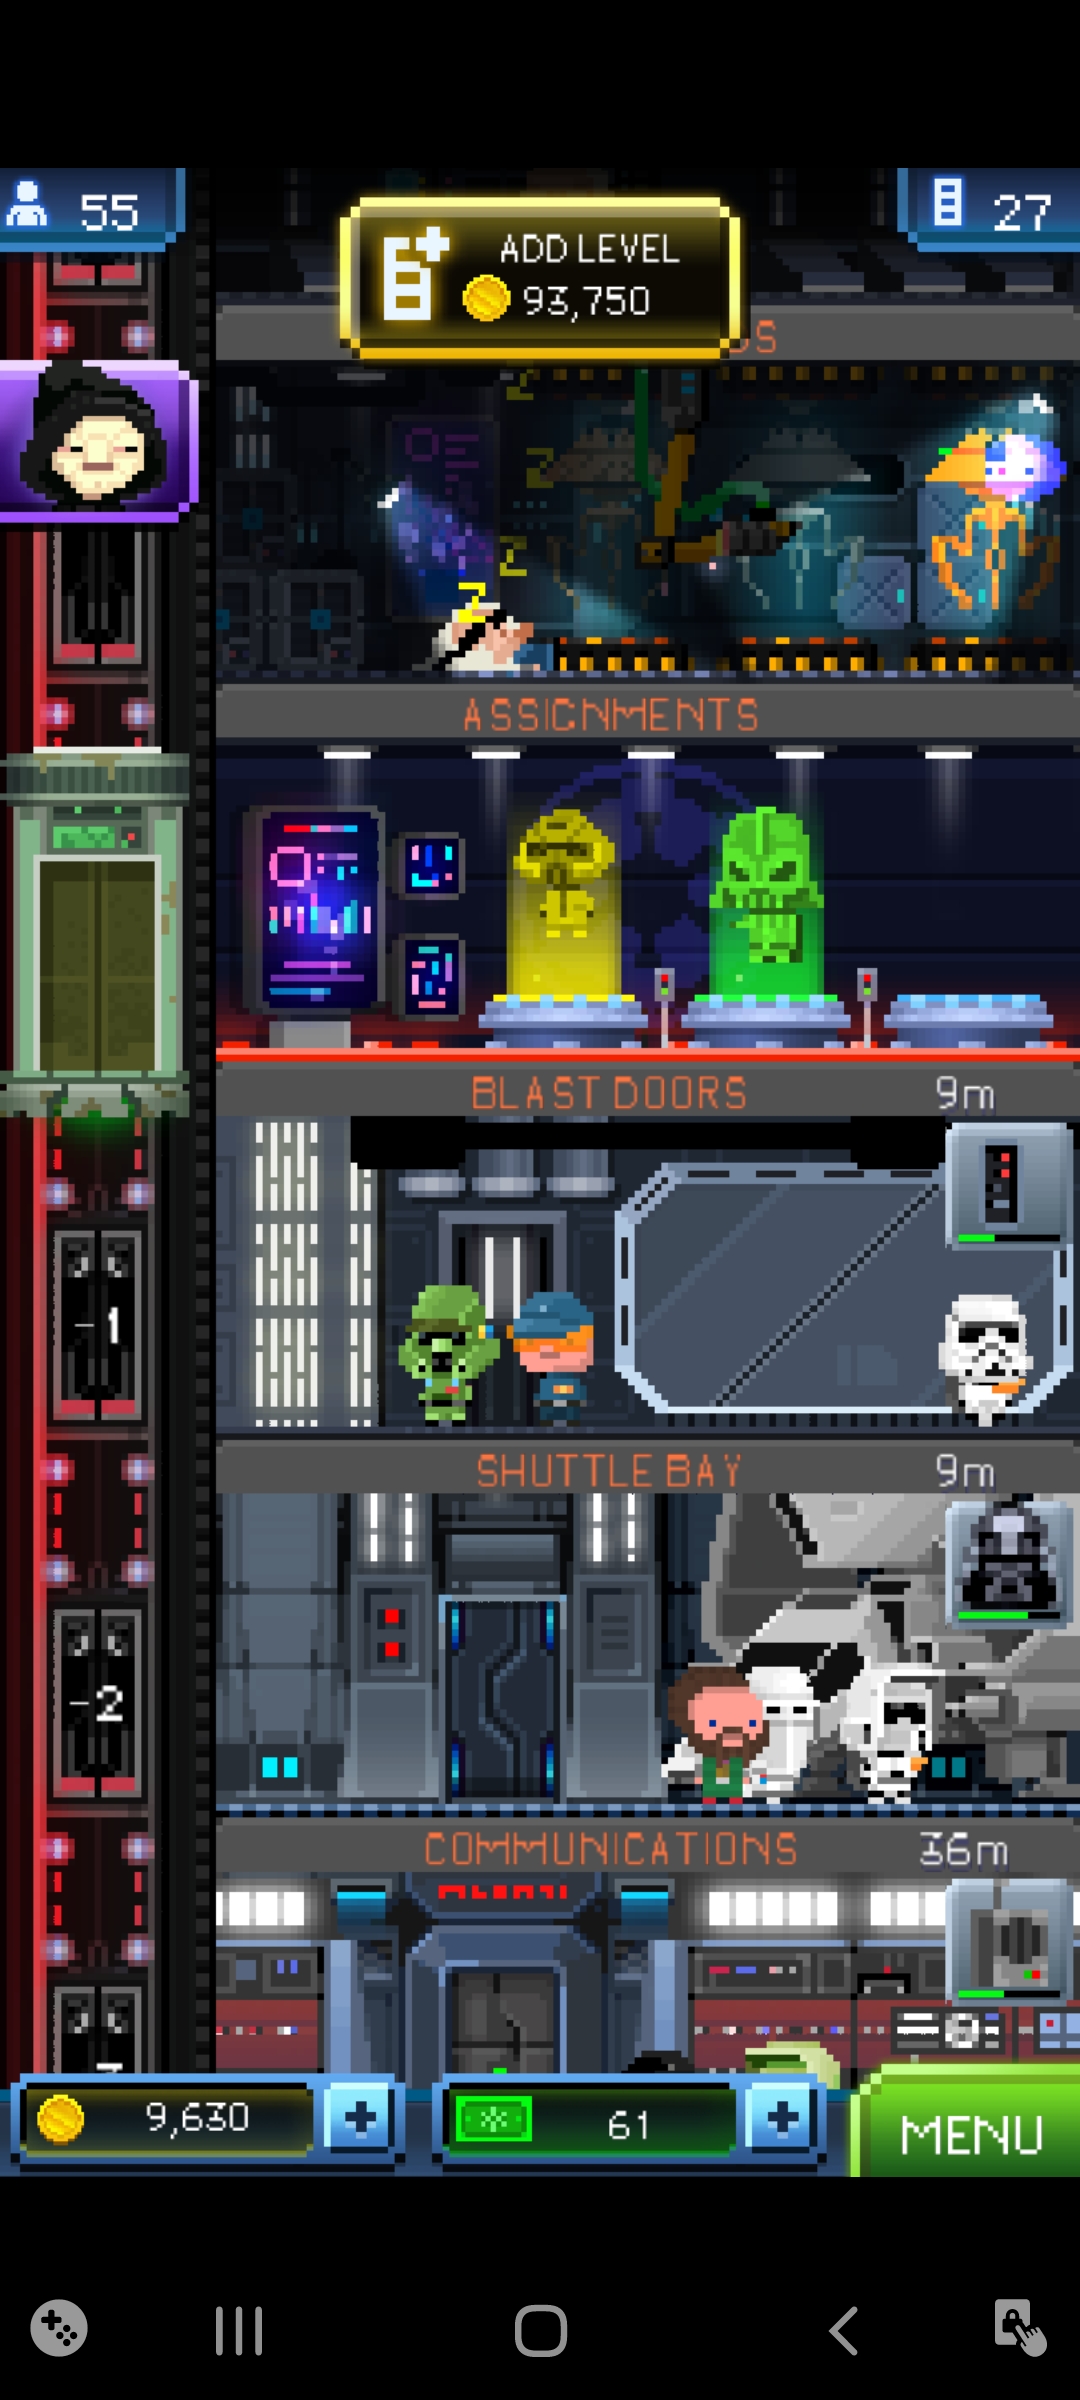 55
ADD LEVEL
93,750
27
ASSIGNMENTS
BLAST DOORS 9m
-1
SHUTTLE BAY 9m
-2
COMMUNICATIONS 36m
9,630
61
MENU